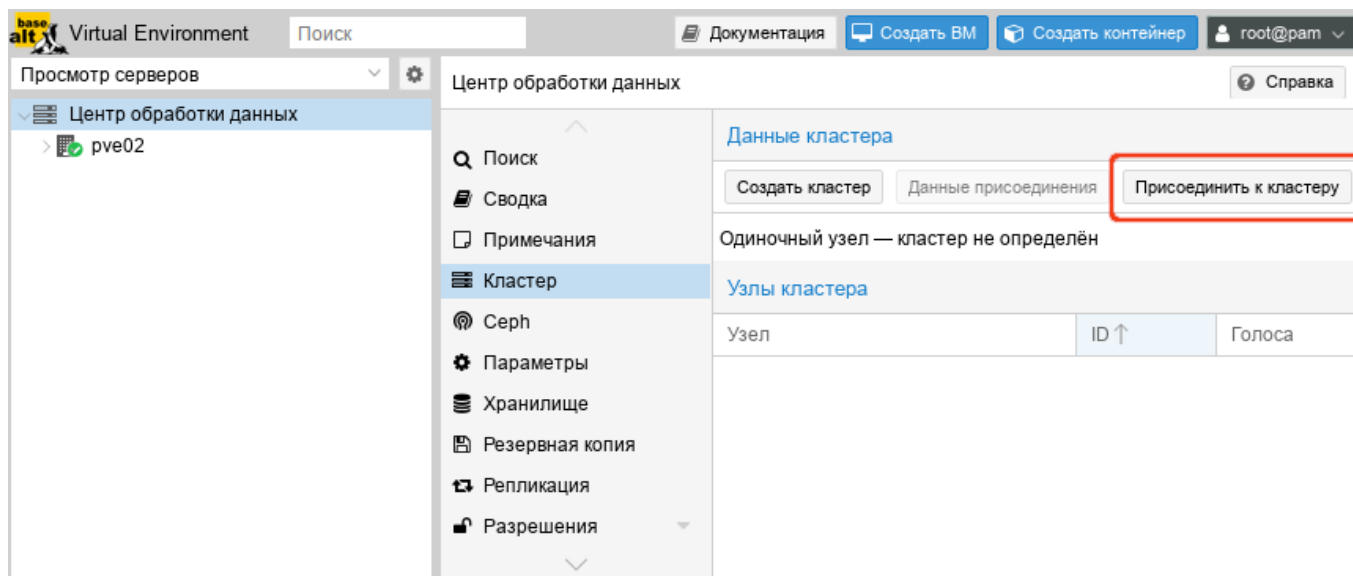 base alt Virtual Environment Поиск Документация Создать ВМ Создать контейнер root@pam
Просмотр серверов
Центр обработки данных
pve02
Центр обработки данных Справка
Поиск
Сводка
Примечания
Кластер
Ceph
Параметры
Хранилище
Резервная копия
Репликация
Разрешения
Данные кластера
Создать кластер Данные присоединения Присоединить к кластеру
Одиночный узел — кластер не определён
Узлы кластера
Узел ID Голоса